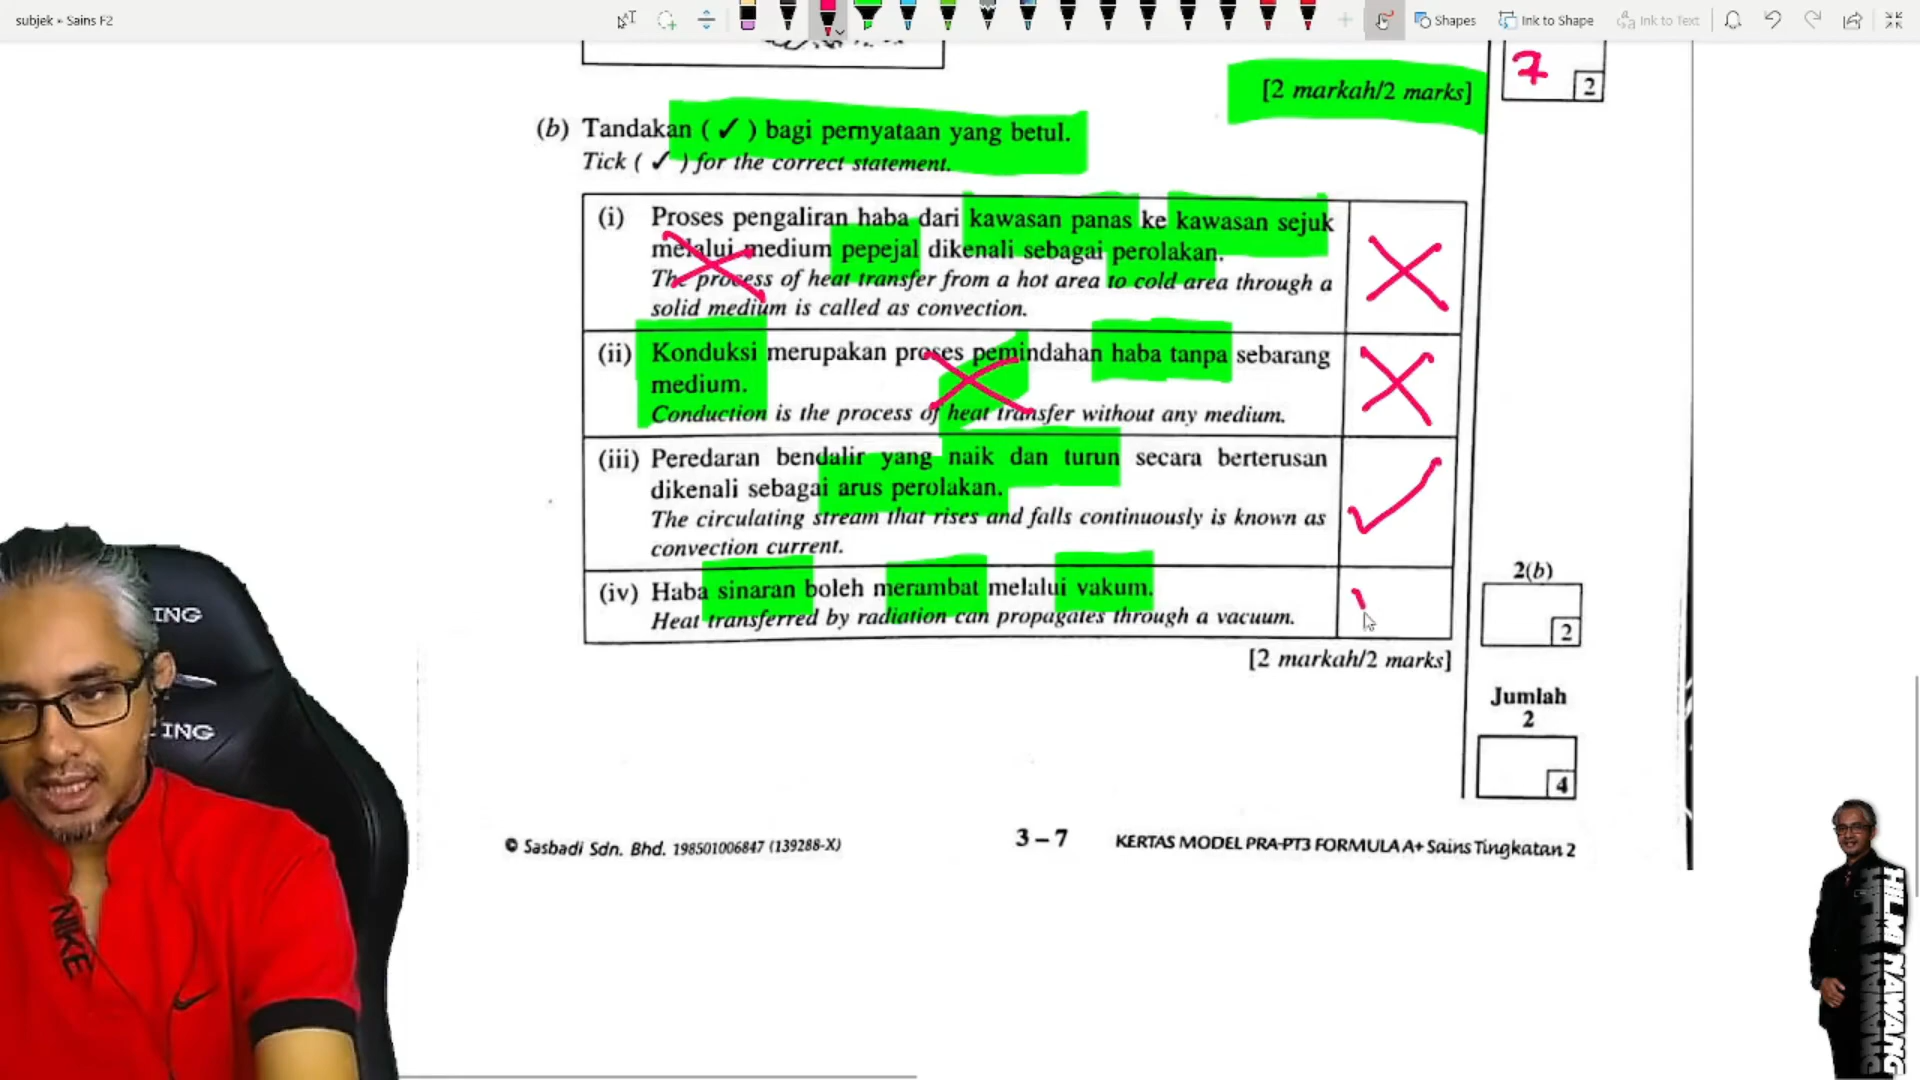 subjek » Sains F2
Shapes
Ink to Shape
Ink to Text
7
2
[2 markah/2 marks]
(b) Tandakan ( ✓ ) bagi pernyataan yang betul.
Tick ( ✓ ) for the correct statement.
(i) Proses pengaliran haba dari kawasan panas ke kawasan sejuk
melalui medium pepejal dikenali sebagai perolakan.
The process of heat transfer from a hot area to cold area through a
solid medium is called as convection.
(ii) Konduksi merupakan proses pemindahan haba tanpa sebarang
medium.
Conduction is the process of heat transfer without any medium.
(iii) Peredaran bendalir yang naik dan turun secara berterusan
dikenali sebagai arus perolakan.
The circulating stream that rises and falls continuously is known as
convection current.
(iv) Haba sinaran boleh merambat melalui vakum.
Heat transferred by radiation can propagates through a vacuum.
[2 markah/2 marks]
2(b)
2
Jumlah
2
4
© Sasbadi Sdn. Bhd. 198501006847 (139288-X)
3 – 7
KERTAS MODEL PRA-PT3 FORMULA A+ Sains Tingkatan 2
ING
ING
NIKE
HILMI NAWANG